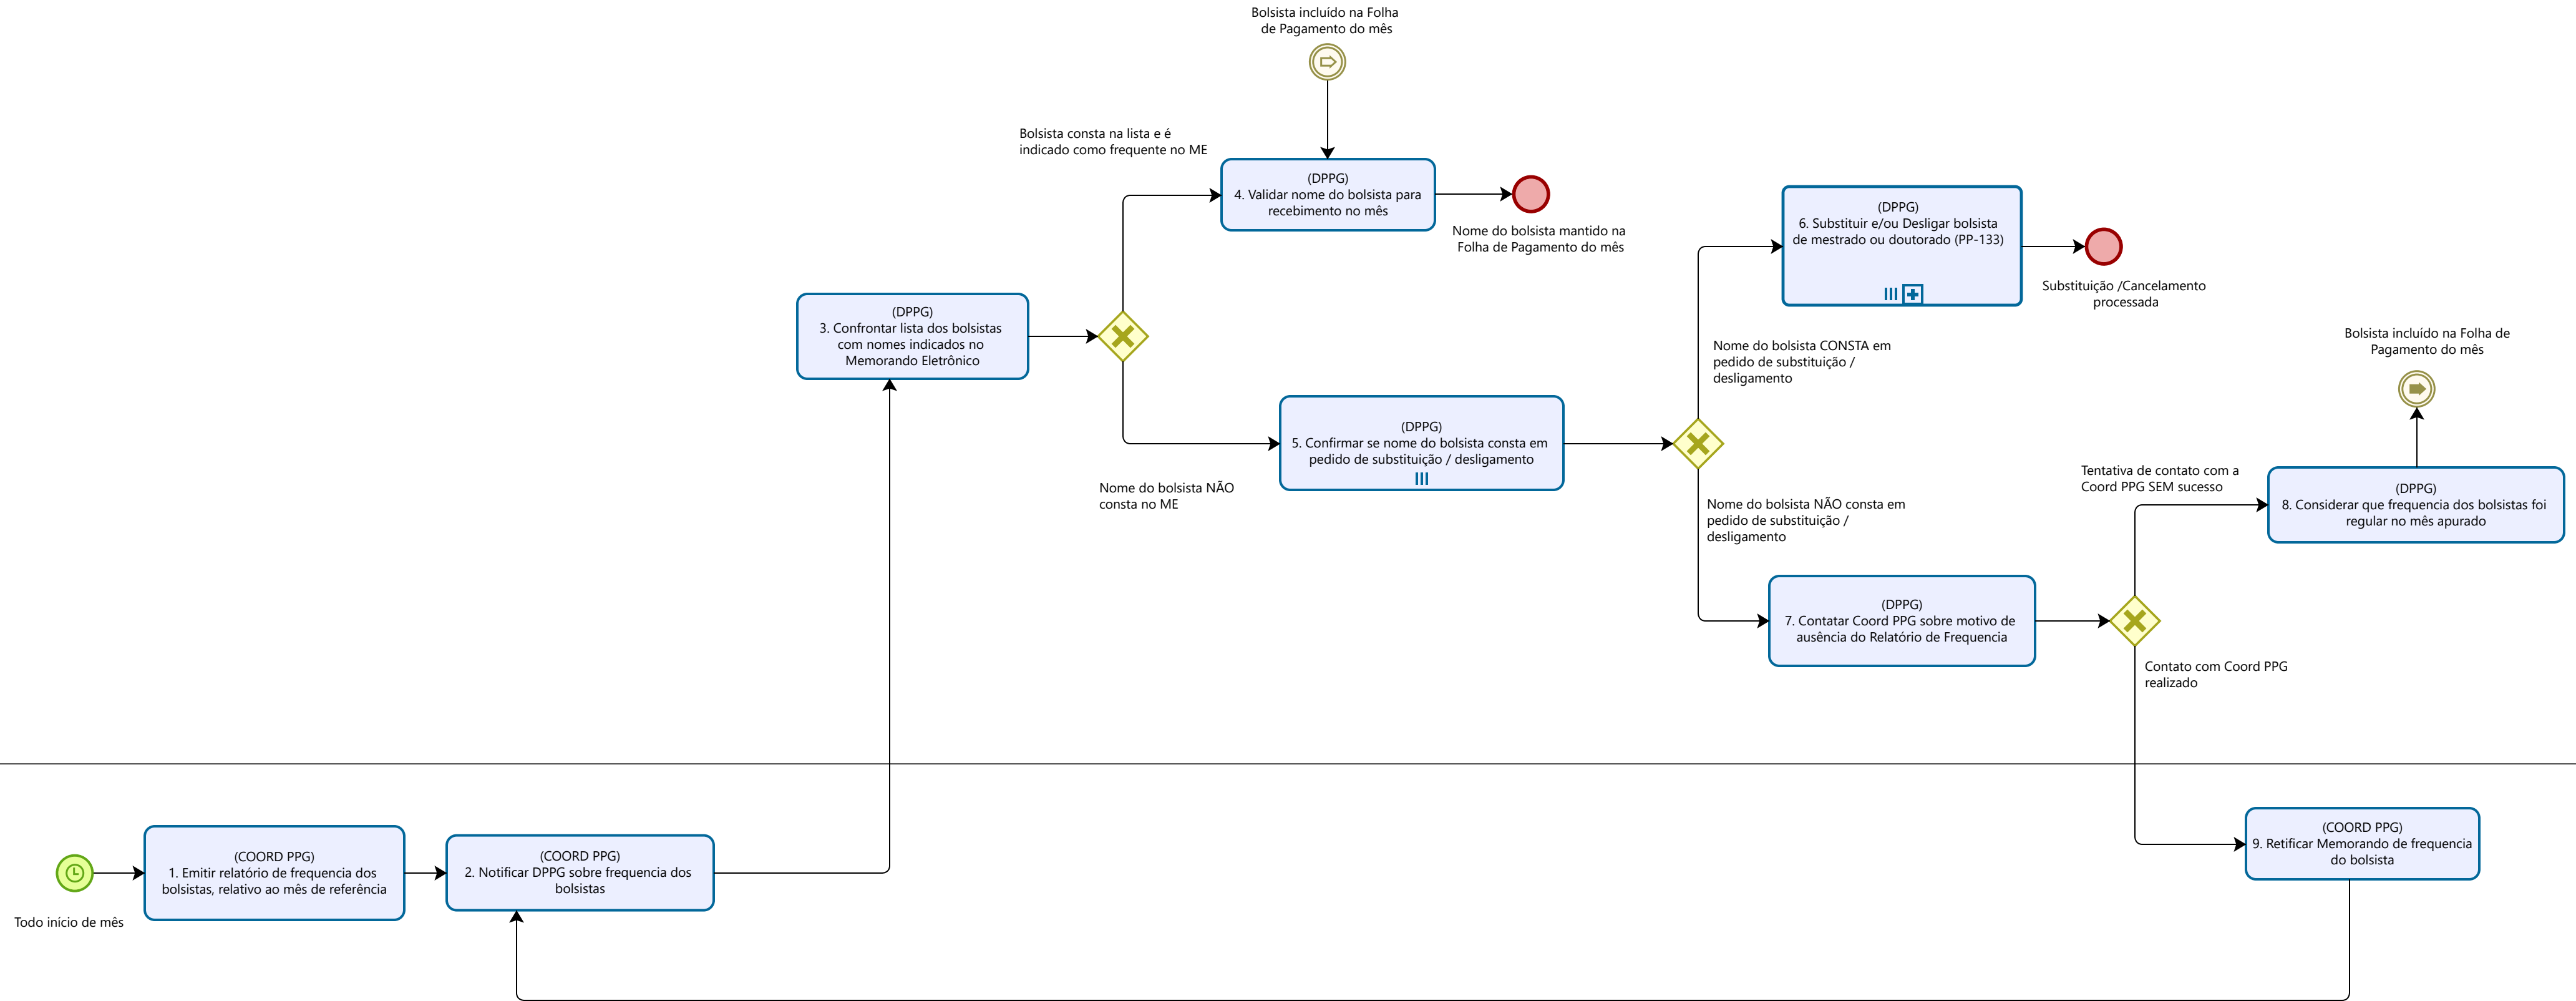 Bolsista incluído na Folha
de Pagamento do mês
Bolsista consta na lista e é
indicado como frequente no ME
(DPPG)
4. Validar nome do bolsista para
recebimento no mês
Nome do bolsista mantido na
Folha de Pagamento do mês
(DPPG)
6. Substituir e/ou Desligar bolsista
de mestrado ou doutorado (PP-133)
Substituição /Cancelamento
processada
(DPPG)
3. Confrontar lista dos bolsistas
com nomes indicados no
Memorando Eletrônico
Nome do bolsista CONSTA em
pedido de substituição /
desligamento
Bolsista incluído na Folha de
Pagamento do mês
(DPPG)
5. Confirmar se nome do bolsista consta em
pedido de substituição / desligamento
Nome do bolsista NÃO
consta no ME
Nome do bolsista NÃO consta em
pedido de substituição /
desligamento
Tentativa de contato com a
Coord PPG SEM sucesso
(DPPG)
8. Considerar que frequencia dos bolsistas foi
regular no mês apurado
(DPPG)
7. Contatar Coord PPG sobre motivo de
ausência do Relatório de Frequencia
Contato com Coord PPG
realizado
Todo início de mês
(COORD PPG)
1. Emitir relatório de frequencia dos
bolsistas, relativo ao mês de referência
(COORD PPG)
2. Notificar DPPG sobre frequencia dos
bolsistas
(COORD PPG)
9. Retificar Memorando de frequencia
do bolsista